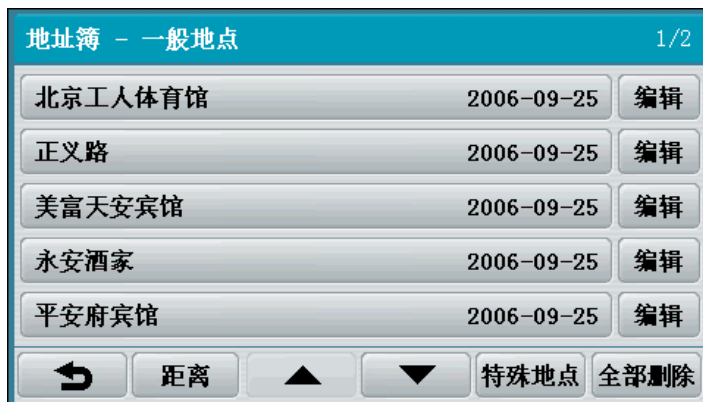 地址簿 - 一般地点 1/2
北京工人体育馆 2006-09-25 编辑
正义路 2006-09-25 编辑
美富天安宾馆 2006-09-25 编辑
永安酒家 2006-09-25 编辑
平安府宾馆 2006-09-25 编辑
距离 特殊地点 全部删除